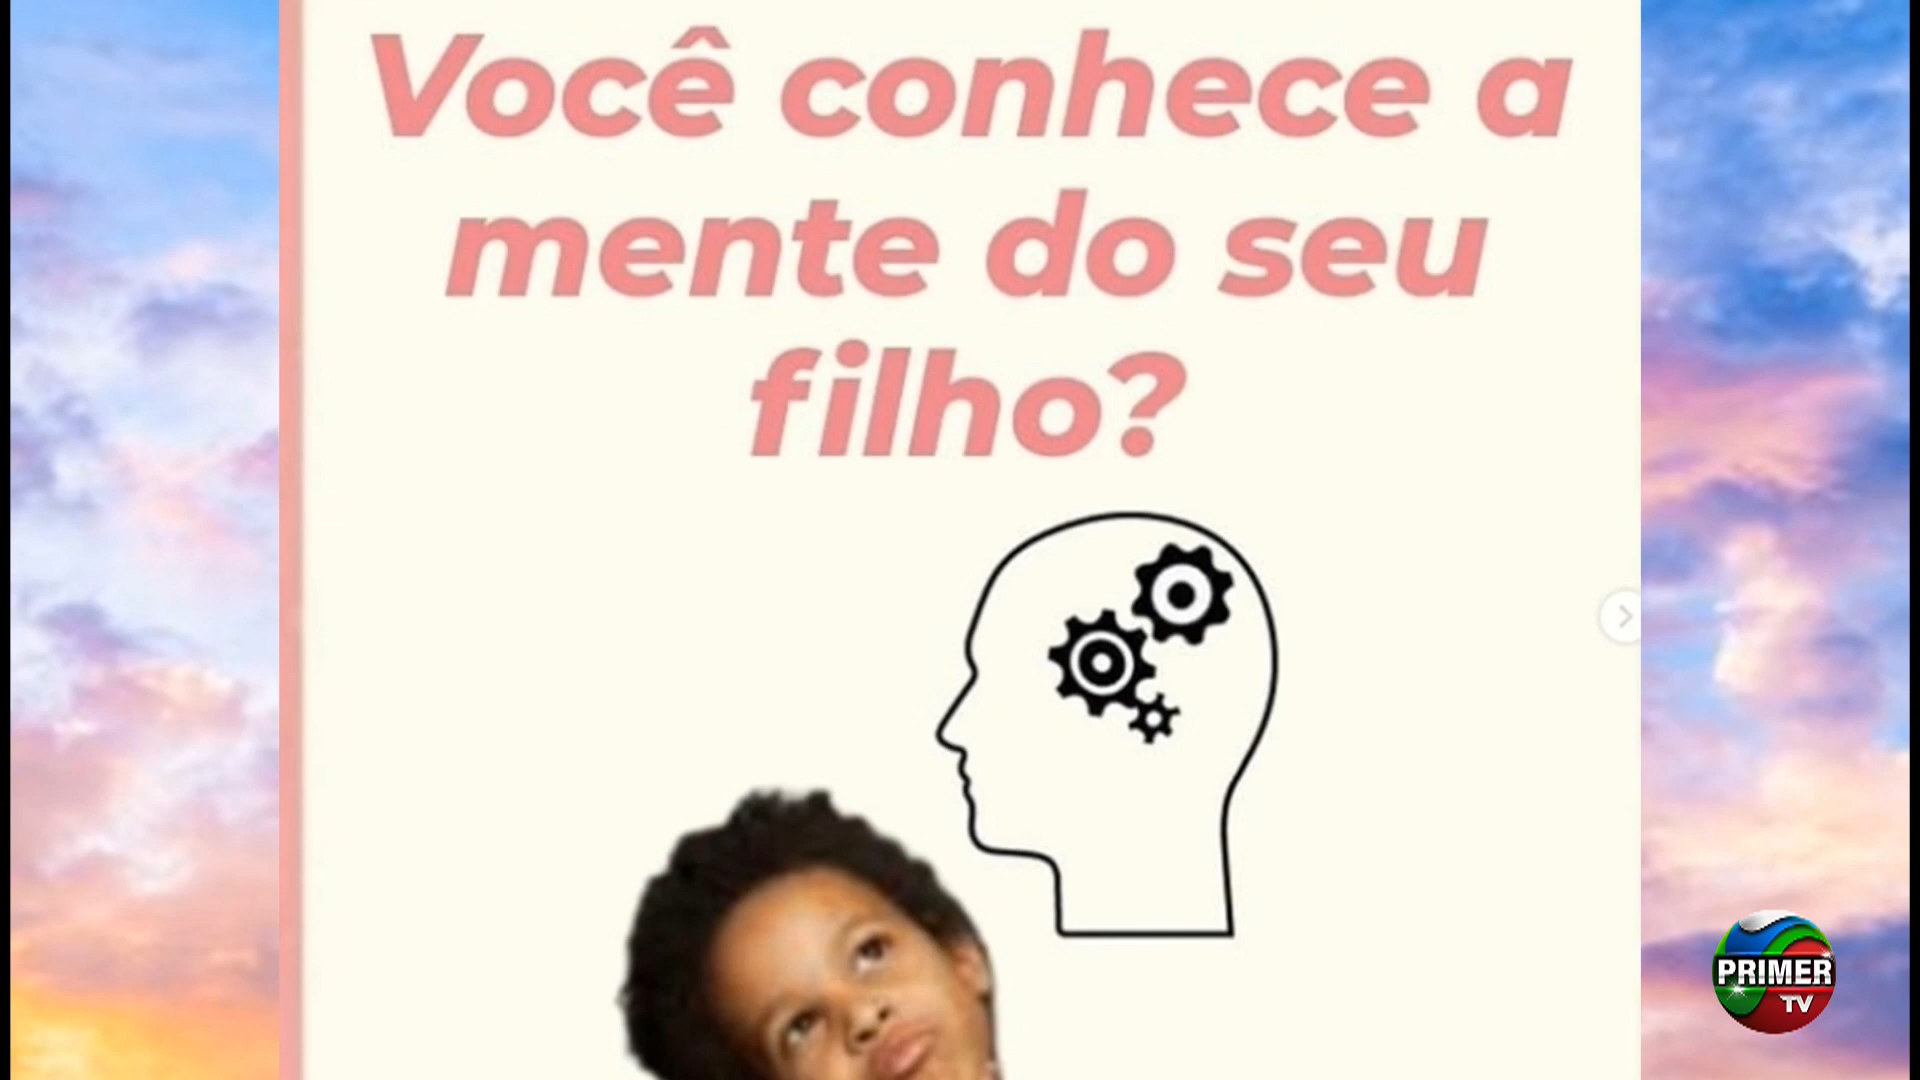 Você conhece a
mente do seu
filho?
PRIMER
TV